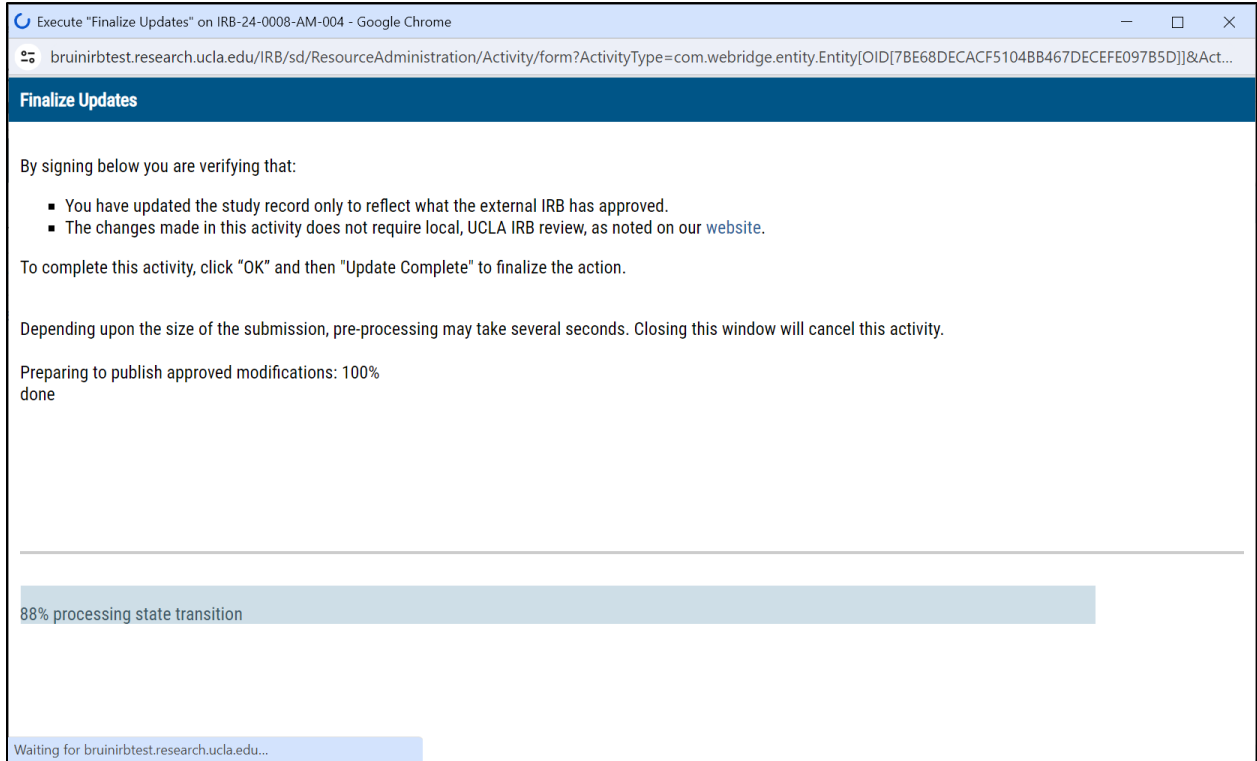 Execute "Finalize Updates" on IRB-24-0008-AM-004 - Google Chrome
bruinirbtest.research.ucla.edu/IRB/sd/ResourceAdministration/Activity/form?ActivityType=com.webridge.entity.Entity[OID[7BE68DECACF5104BB467DECEFE097B5D]]&Act...
Finalize Updates
By signing below you are verifying that:
▪ You have updated the study record only to reflect what the external IRB has approved.
▪ The changes made in this activity does not require local, UCLA IRB review, as noted on our website.
To complete this activity, click “OK” and then "Update Complete" to finalize the action.
Depending upon the size of the submission, pre-processing may take several seconds. Closing this window will cancel this activity.
Preparing to publish approved modifications: 100%
done
88% processing state transition
Waiting for bruinirbtest.research.ucla.edu...